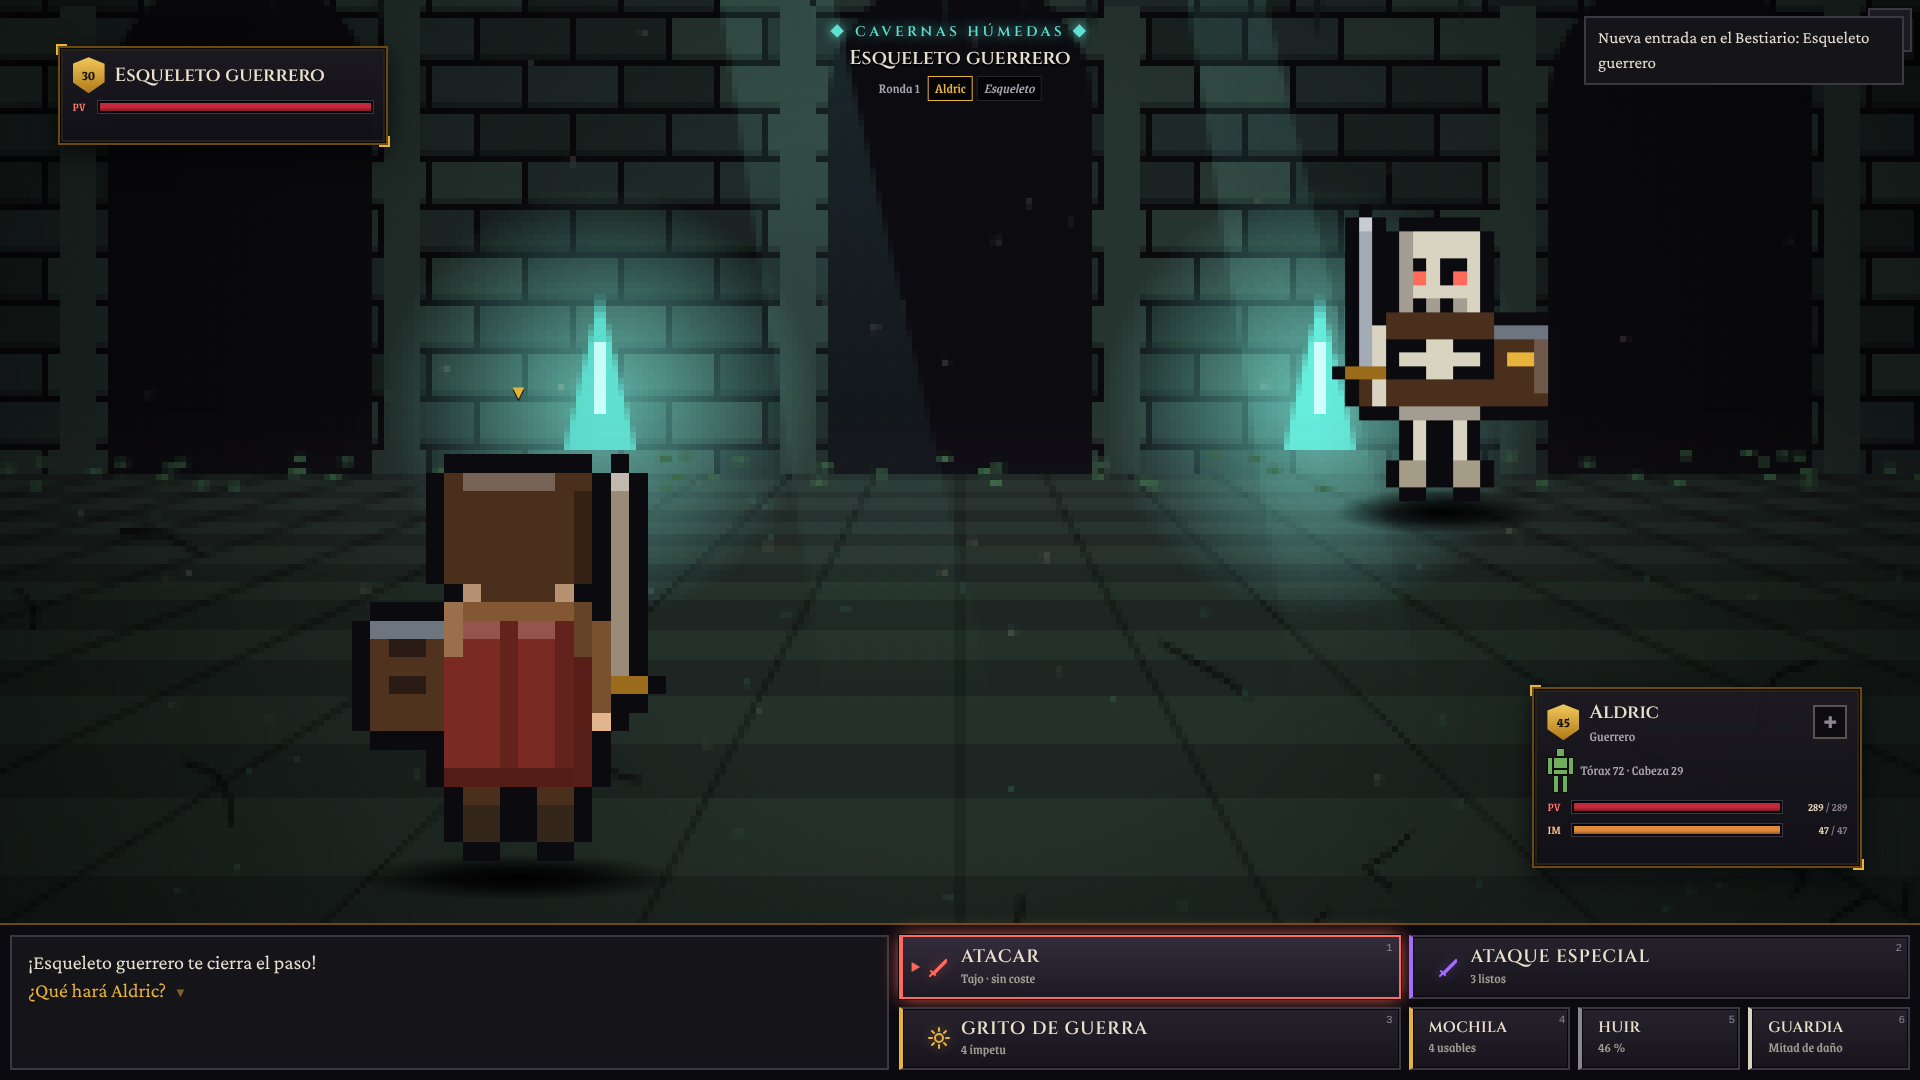 CAVERNAS HÚMEDAS
ESQUELETO GUERRERO
Ronda 1 Aldric Esqueleto
30 ESQUELETO GUERRERO
PV
Nueva entrada en el Bestiario: Esqueleto
guerrero
45 ALDRIC
Guerrero
Tórax 72 · Cabeza 29
PV 289 / 289
IM 47 / 47
¡Esqueleto guerrero te cierra el paso!
¿Qué hará Aldric?
ATACAR 1
Tajo · sin coste
ATAQUE ESPECIAL 2
3 listos
GRITO DE GUERRA 3
4 ímpetu
MOCHILA 4
4 usables
HUIR 5
46 %
GUARDIA 6
Mitad de daño